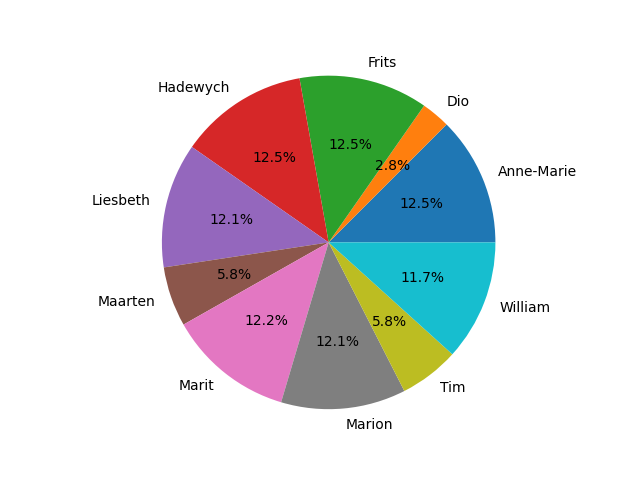 Frits
Hadewych
Dio
12.5%
12.5%
2.8%
Anne-Marie
12.5%
Liesbeth
12.1%
5.8%
11.7%
Maarten
William
12.2%
5.8%
12.1%
Marit
Tim
Marion